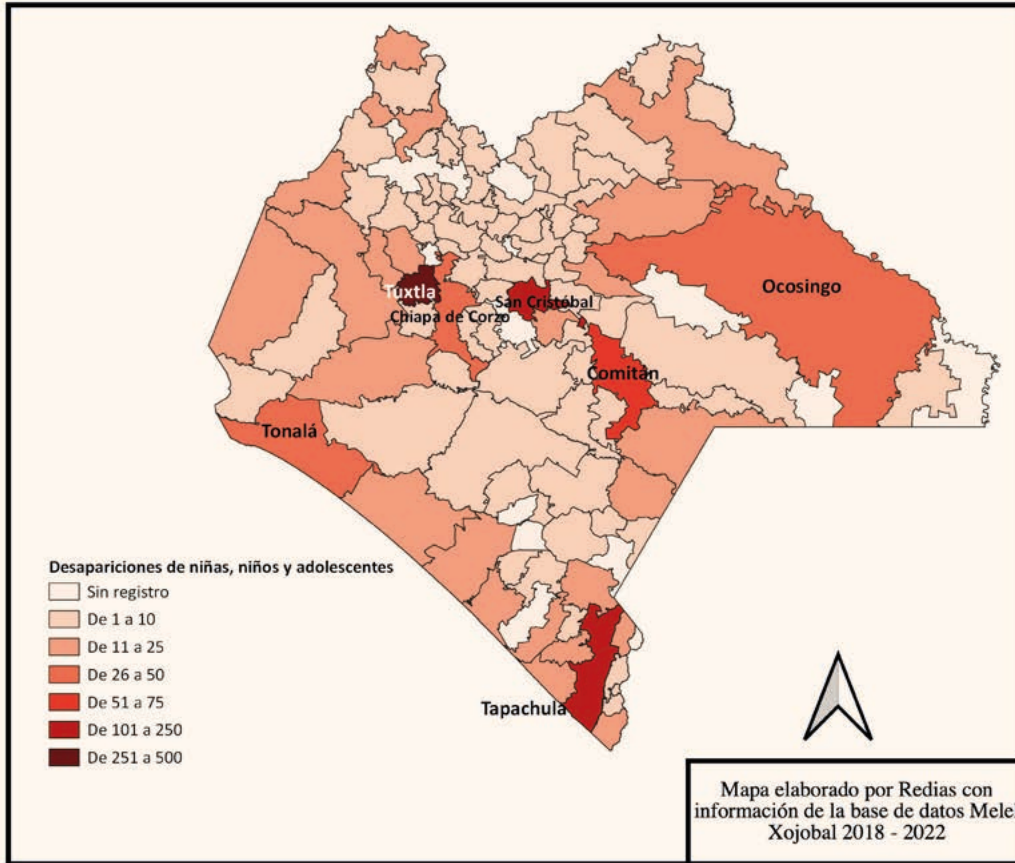 Ocosingo
Tuxtla
San Cristóbal
Chiapa de Corzo
Comitán
Tonalá
Desapariciones de niñas, niños y adolescentes
Sin registro
De 1 a 10
De 11 a 25
De 26 a 50
De 51 a 75
De 101 a 250
De 251 a 500
Tapachula
Mapa elaborado por Redias con
información de la base de datos Melel
Xojobal 2018 - 2022